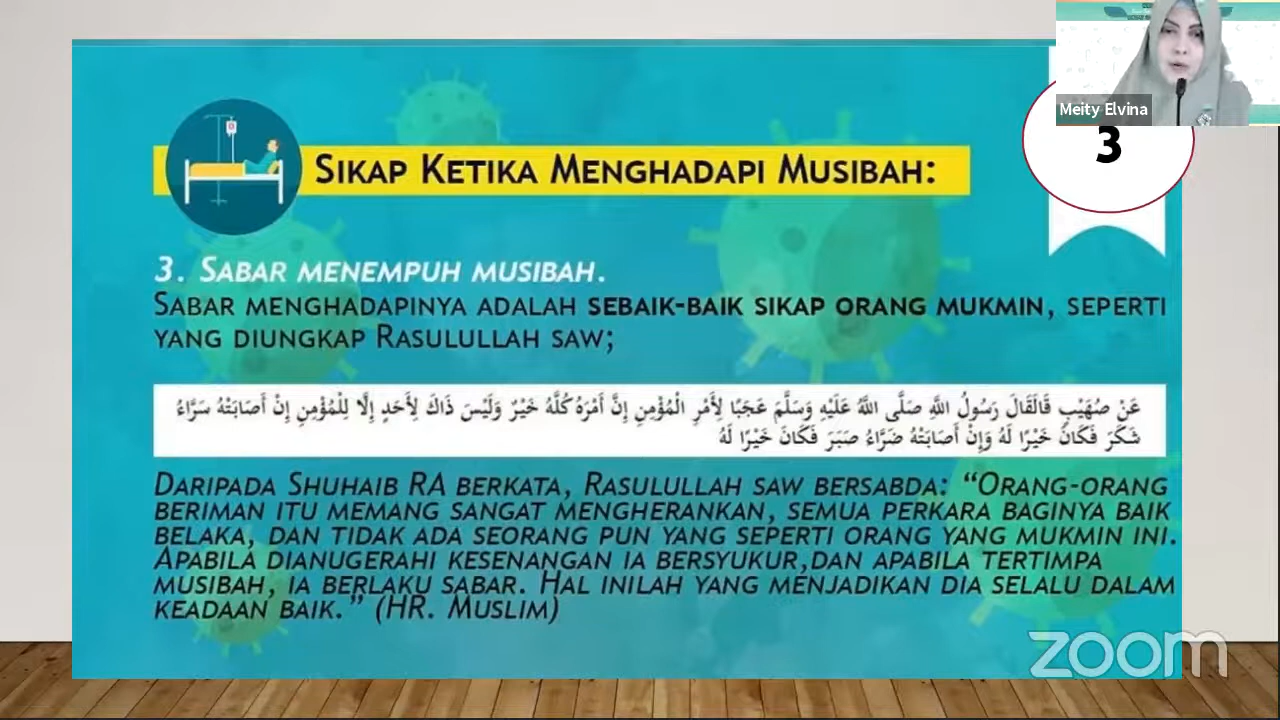 Meity Elvina
3
SIKAP KETIKA MENGHADAPI MUSIBAH:
3. SABAR MENEMPUH MUSIBAH.
SABAR MENGHADAPINYA ADALAH SEBAIK-BAIK SIKAP ORANG MUKMIN, SEPERTI
YANG DIUNGKAP RASULULLAH SAW;
عَنْ صُهَيْبٍ قَالَقَالَ رَسُولُ اللَّهِ صَلَّى اللَّهُ عَلَيْهِ وَسَلَّمَ عَجَبًا لِأَمْرِ الْمُؤْمِنِ إِنَّ أَمْرَهُ كُلَّهُ خَيْرٌ وَلَيْسَ ذَاكَ لِأَحَدٍ إِلَّا لِلْمُؤْمِنِ إِنْ أَصَابَتْهُ سَرَّاءُ
شَكَرَ فَكَانَ خَيْرًا لَهُ وَإِنْ أَصَابَتْهُ ضَرَّاءُ صَبَرَ فَكَانَ خَيْرًا لَهُ
DARIPADA SHUHAIB RA BERKATA, RASULULLAH SAW BERSABDA: “ORANG-ORANG
BERIMAN ITU MEMANG SANGAT MENGHERANKAN, SEMUA PERKARA BAGINYA BAIK
BELAKA, DAN TIDAK ADA SEORANG PUN YANG SEPERTI ORANG YANG MUKMIN INI.
APABILA DIANUGERAHI KESENANGAN IA BERSYUKUR,DAN APABILA TERTIMPA
MUSIBAH, IA BERLAKU SABAR. HAL INILAH YANG MENJADIKAN DIA SELALU DALAM
KEADAAN BAIK.” (HR. MUSLIM)
zoom